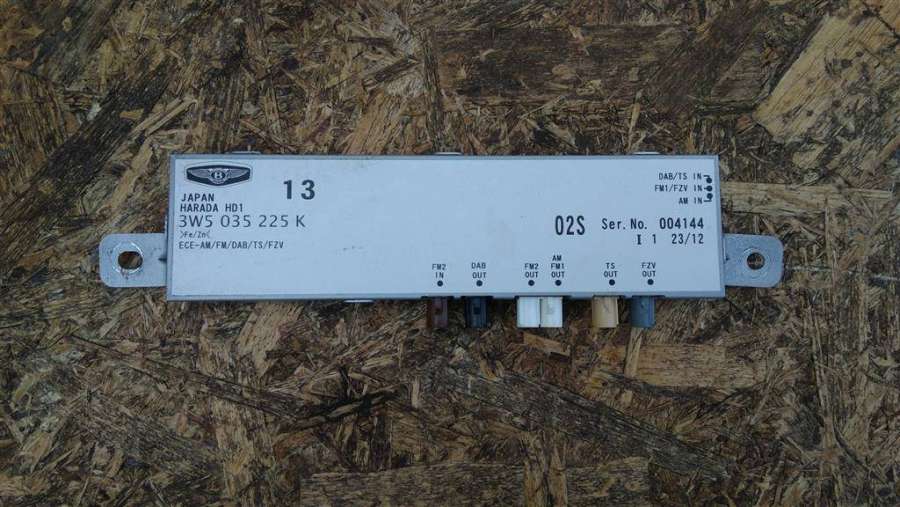 B
13
JAPAN
HARADA HD1
3W5 035 225 K
>Fe/Zn<
ECE-AM/FM/DAB/TS/FZV
DAB/TS IN
FM1/FZV IN
AM IN
02S Ser. No. 004144
I 1 23/12
FM2 IN
DAB OUT
FM2 OUT
AM FM1 OUT
TS OUT
FZV OUT